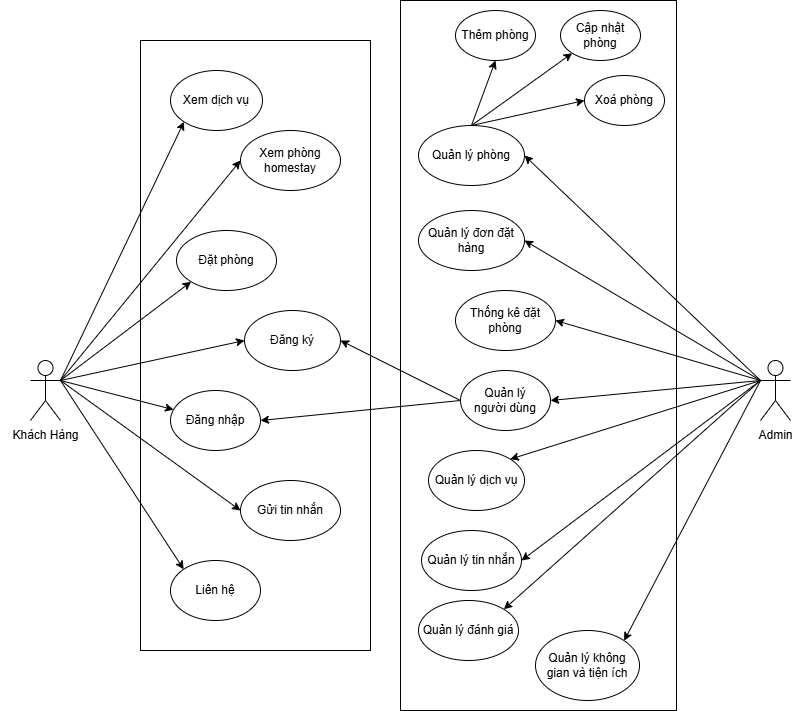 Thêm phòng
Cập nhật
phòng
Xem dịch vụ
Xoá phòng
Xem phòng
homestay
Quản lý phòng
Đặt phòng
Quản lý đơn đặt
hàng
Đăng ký
Thống kê đặt
phòng
Quản lý
người dùng
Đăng nhập
Khách Hàng
Admin
Quản lý dịch vụ
Gửi tin nhắn
Quản lý tin nhắn
Liên hệ
Quản lý đánh giá
Quản lý không
gian và tiện ích